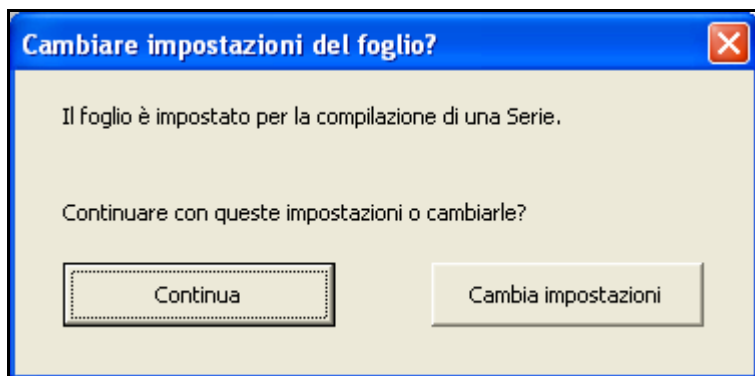 Cambiare impostazioni del foglio?
Il foglio è impostato per la compilazione di una Serie.
Continuare con queste impostazioni o cambiarle?
Continua
Cambia impostazioni